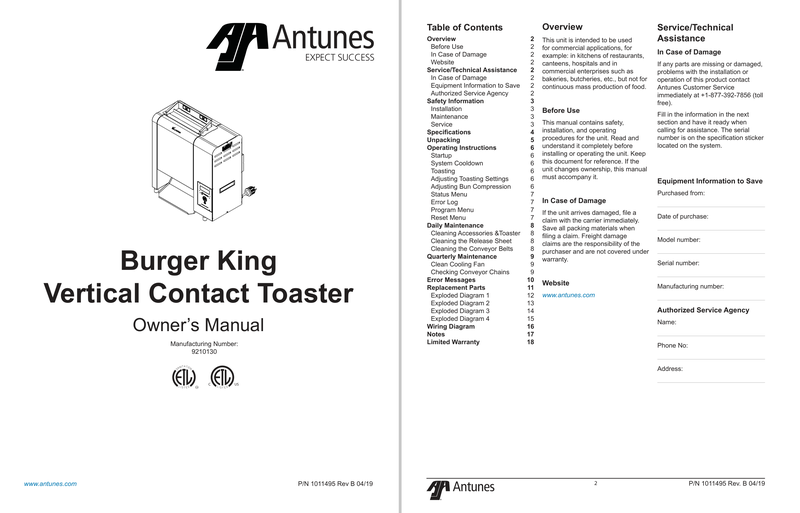 Antunes
EXPECT SUCCESS
Burger King
Vertical Contact Toaster
Owner's Manual
Manufacturing Number:
9210130
www.antunes.com
P/N 1011495 Rev B 04/19
Table of Contents
Overview 2
Before Use 2
In Case of Damage 2
Website 2
Service/Technical Assistance 2
In Case of Damage 2
Equipment Information to Save 2
Authorized Service Agency 2
Safety Information 3
Installation 3
Maintenance 3
Service 3
Specifications 4
Unpacking 5
Operating Instructions 6
Startup 6
System Cooldown 6
Toasting 6
Adjusting Toasting Settings 6
Adjusting Bun Compression 6
Status Menu 7
Error Log 7
Program Menu 7
Reset Menu 7
Daily Maintenance 8
Cleaning Accessories &Toaster 8
Cleaning the Release Sheet 8
Cleaning the Conveyor Belts 8
Quarterly Maintenance 9
Clean Cooling Fan 9
Checking Conveyor Chains 9
Error Messages 10
Replacement Parts 11
Exploded Diagram 1 12
Exploded Diagram 2 13
Exploded Diagram 3 14
Exploded Diagram 4 15
Wiring Diagram 16
Notes 17
Limited Warranty 18
Overview
This unit is intended to be used
for commercial applications, for
example: in kitchens of restaurants,
canteens, hospitals and in
commercial enterprises such as
bakeries, butcheries, etc., but not for
continuous mass production of food.
Before Use
This manual contains safety,
installation, and operating
procedures for the unit. Read and
understand it completely before
installing or operating the unit. Keep
this document for reference. If the
unit changes ownership, this manual
must accompany it.
In Case of Damage
If the unit arrives damaged, file a
claim with the carrier immediately.
Save all packing materials when
filing a claim. Freight damage
claims are the responsibility of the
purchaser and are not covered under
warranty.
Website
www.antunes.com
Service/Technical
Assistance
In Case of Damage
If any parts are missing or damaged,
problems with the installation or
operation of this product contact
Antunes Customer Service
immediately at +1-877-392-7856 (toll
free).
Fill in the information in the next
section and have it ready when
calling for assistance. The serial
number is on the specification sticker
located on the system.
Equipment Information to Save
Purchased from:
Date of purchase:
Model number:
Serial number:
Manufacturing number:
Authorized Service Agency
Name:
Phone No:
Address:
Antunes
2
P/N 1011495 Rev. B 04/19